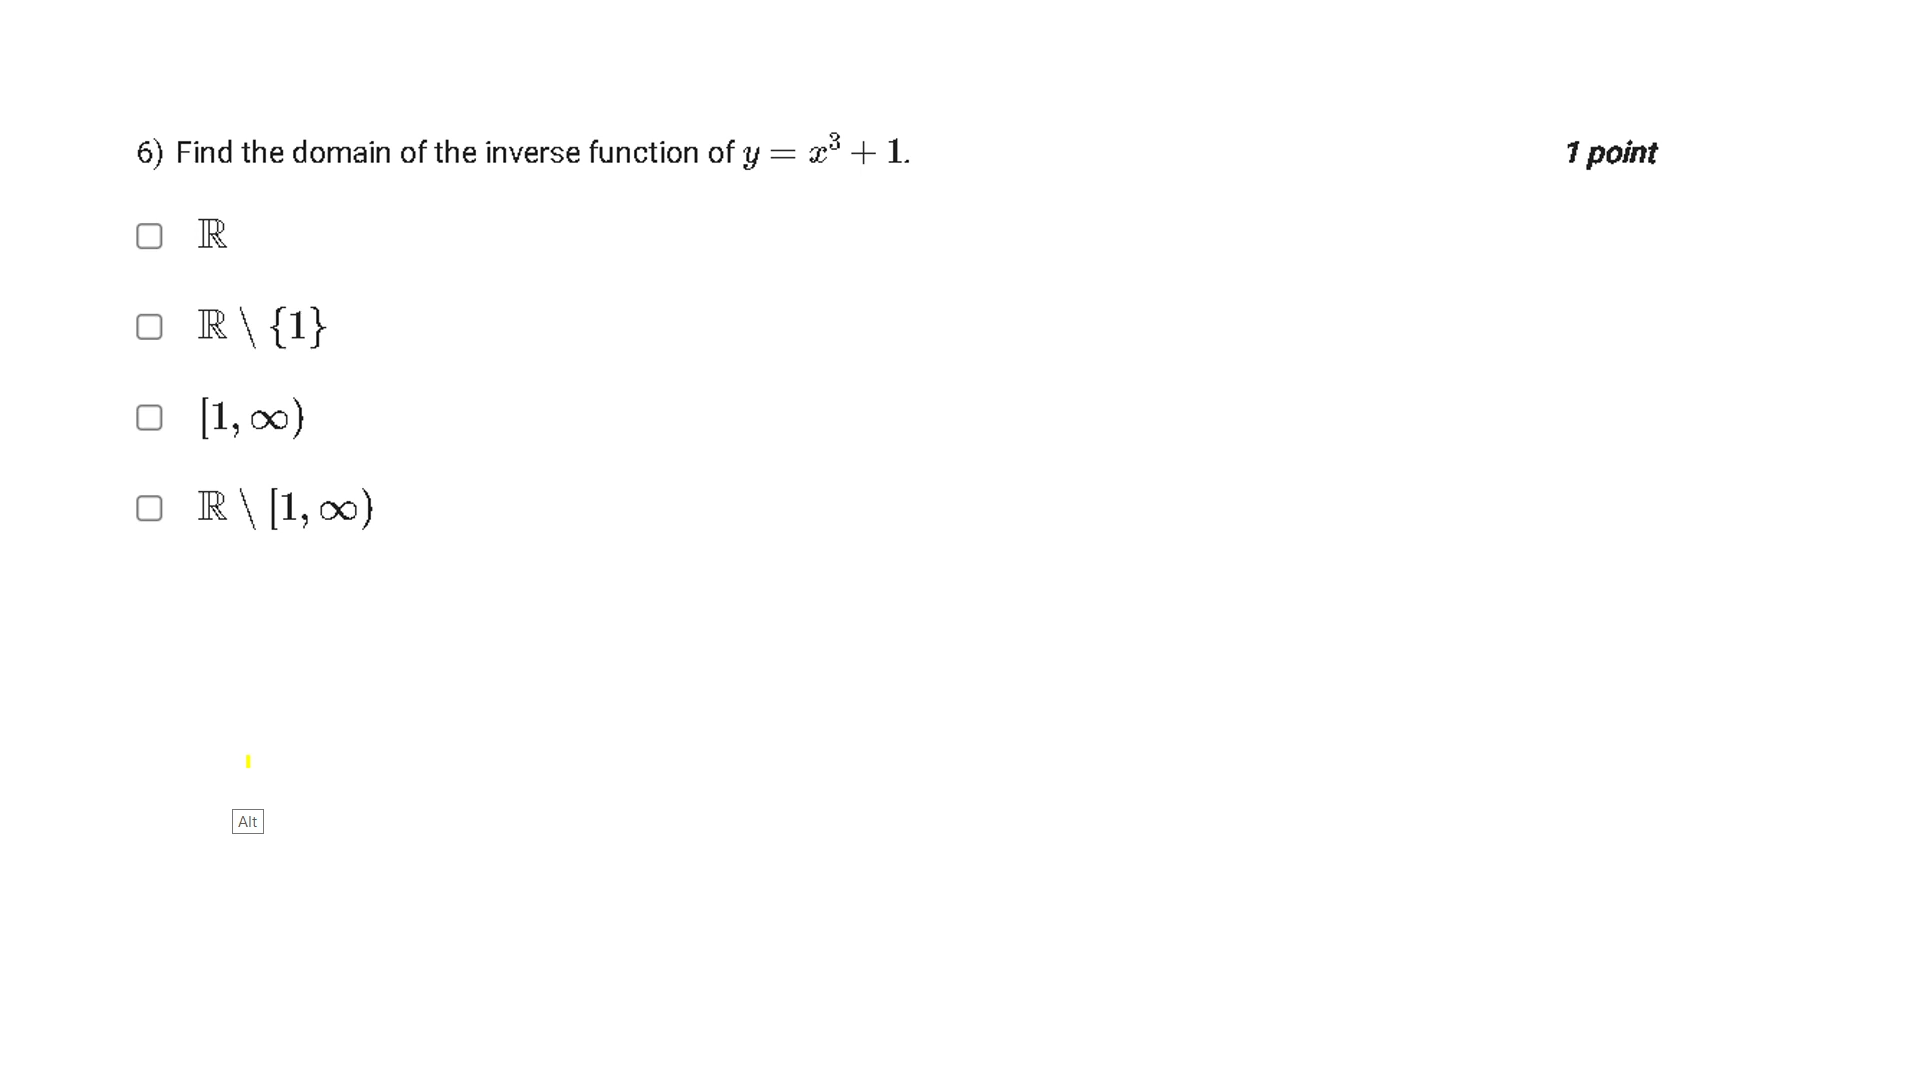 6) Find the domain of the inverse function of y = x³ + 1. 1 point
ℝ
ℝ \ {1}
[1, ∞)
ℝ \ [1, ∞)
Alt